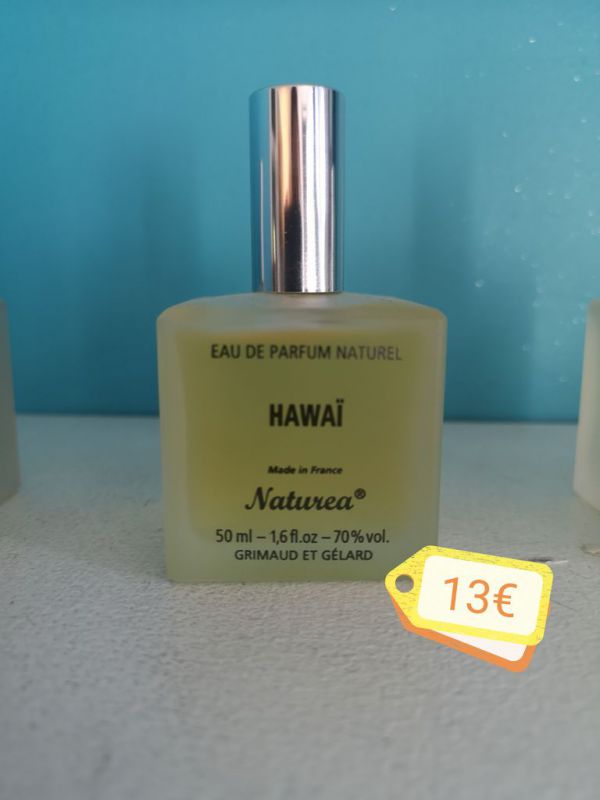 EAU DE PARFUM NATUREL
HAWAÏ
Made in France
Naturea®
50 ml – 1,6 fl.oz – 70% vol.
GRIMAUD ET GÉLARD
13€